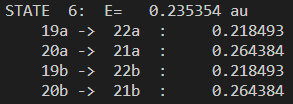 STATE  6:  E=   0.235354 au
19a ->  22a  :     0.218493
20a ->  21a  :     0.264384
19b ->  22b  :     0.218493
20b ->  21b  :     0.264384